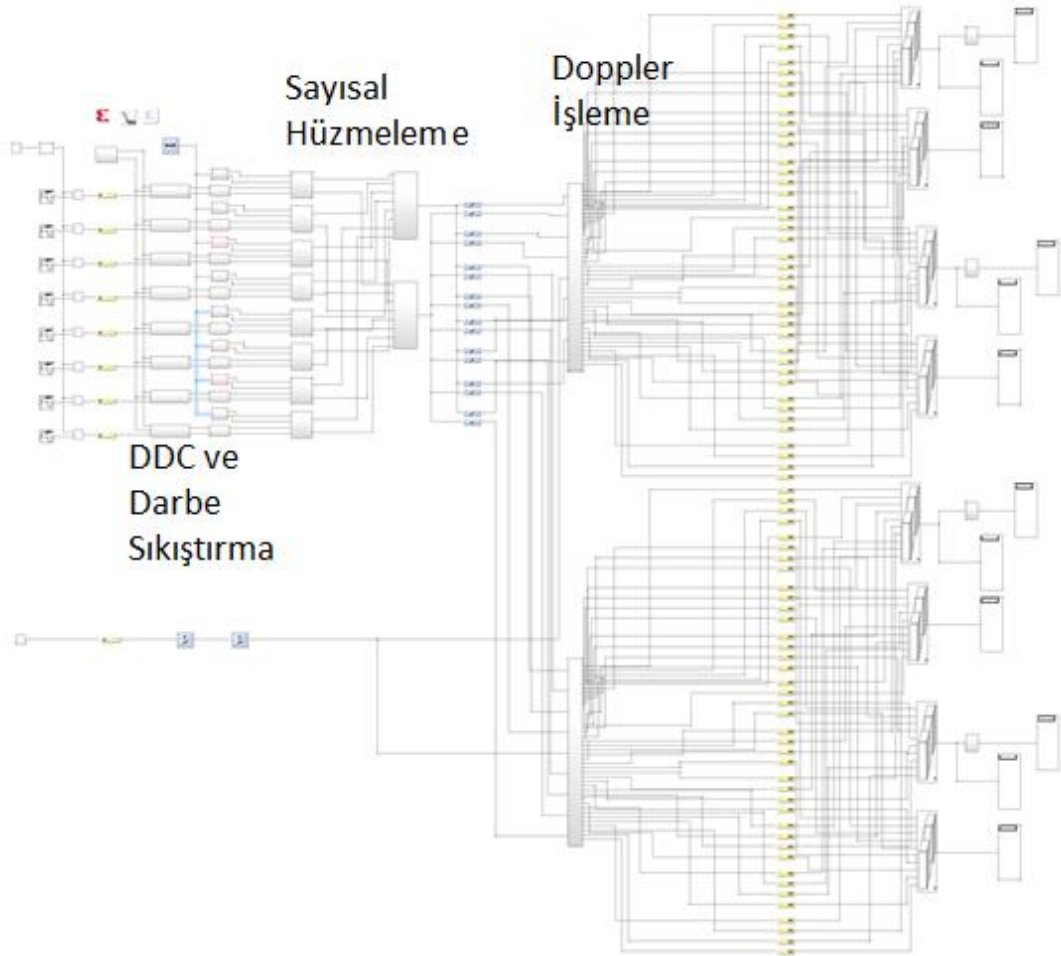 Sayısal
Hüzmeleme
Doppler
İşleme
DDC ve
Darbe
Sıkıştırma